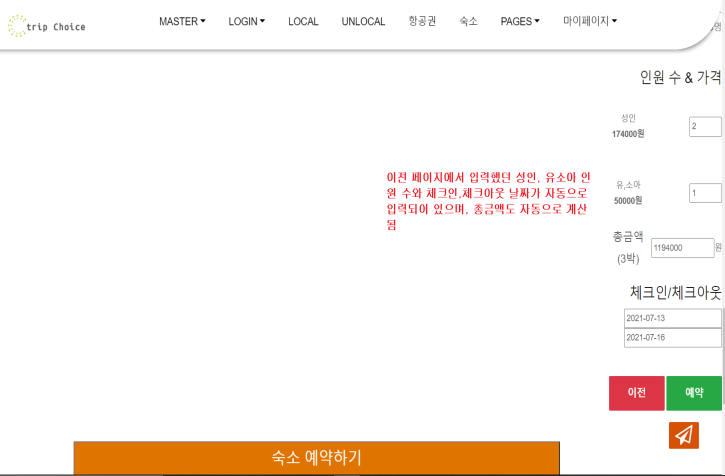 trip Choice
MASTER LOGIN LOCAL UNLOCAL 항공권 숙소 PAGES 마이페이지
명
인원 수 & 가격
성인
174000원
2
이전 페이지에서 입력했던 성인, 유소아 인
원 수와 체크인,체크아웃 날짜가 자동으로
입력되어 있으며, 총금액도 자동으로 계산
됨
유,소아
50000원
1
총금액
(3박)
1194000
원
체크인/체크아웃
2021-07-13
2021-07-16
이전 예약
숙소 예약하기